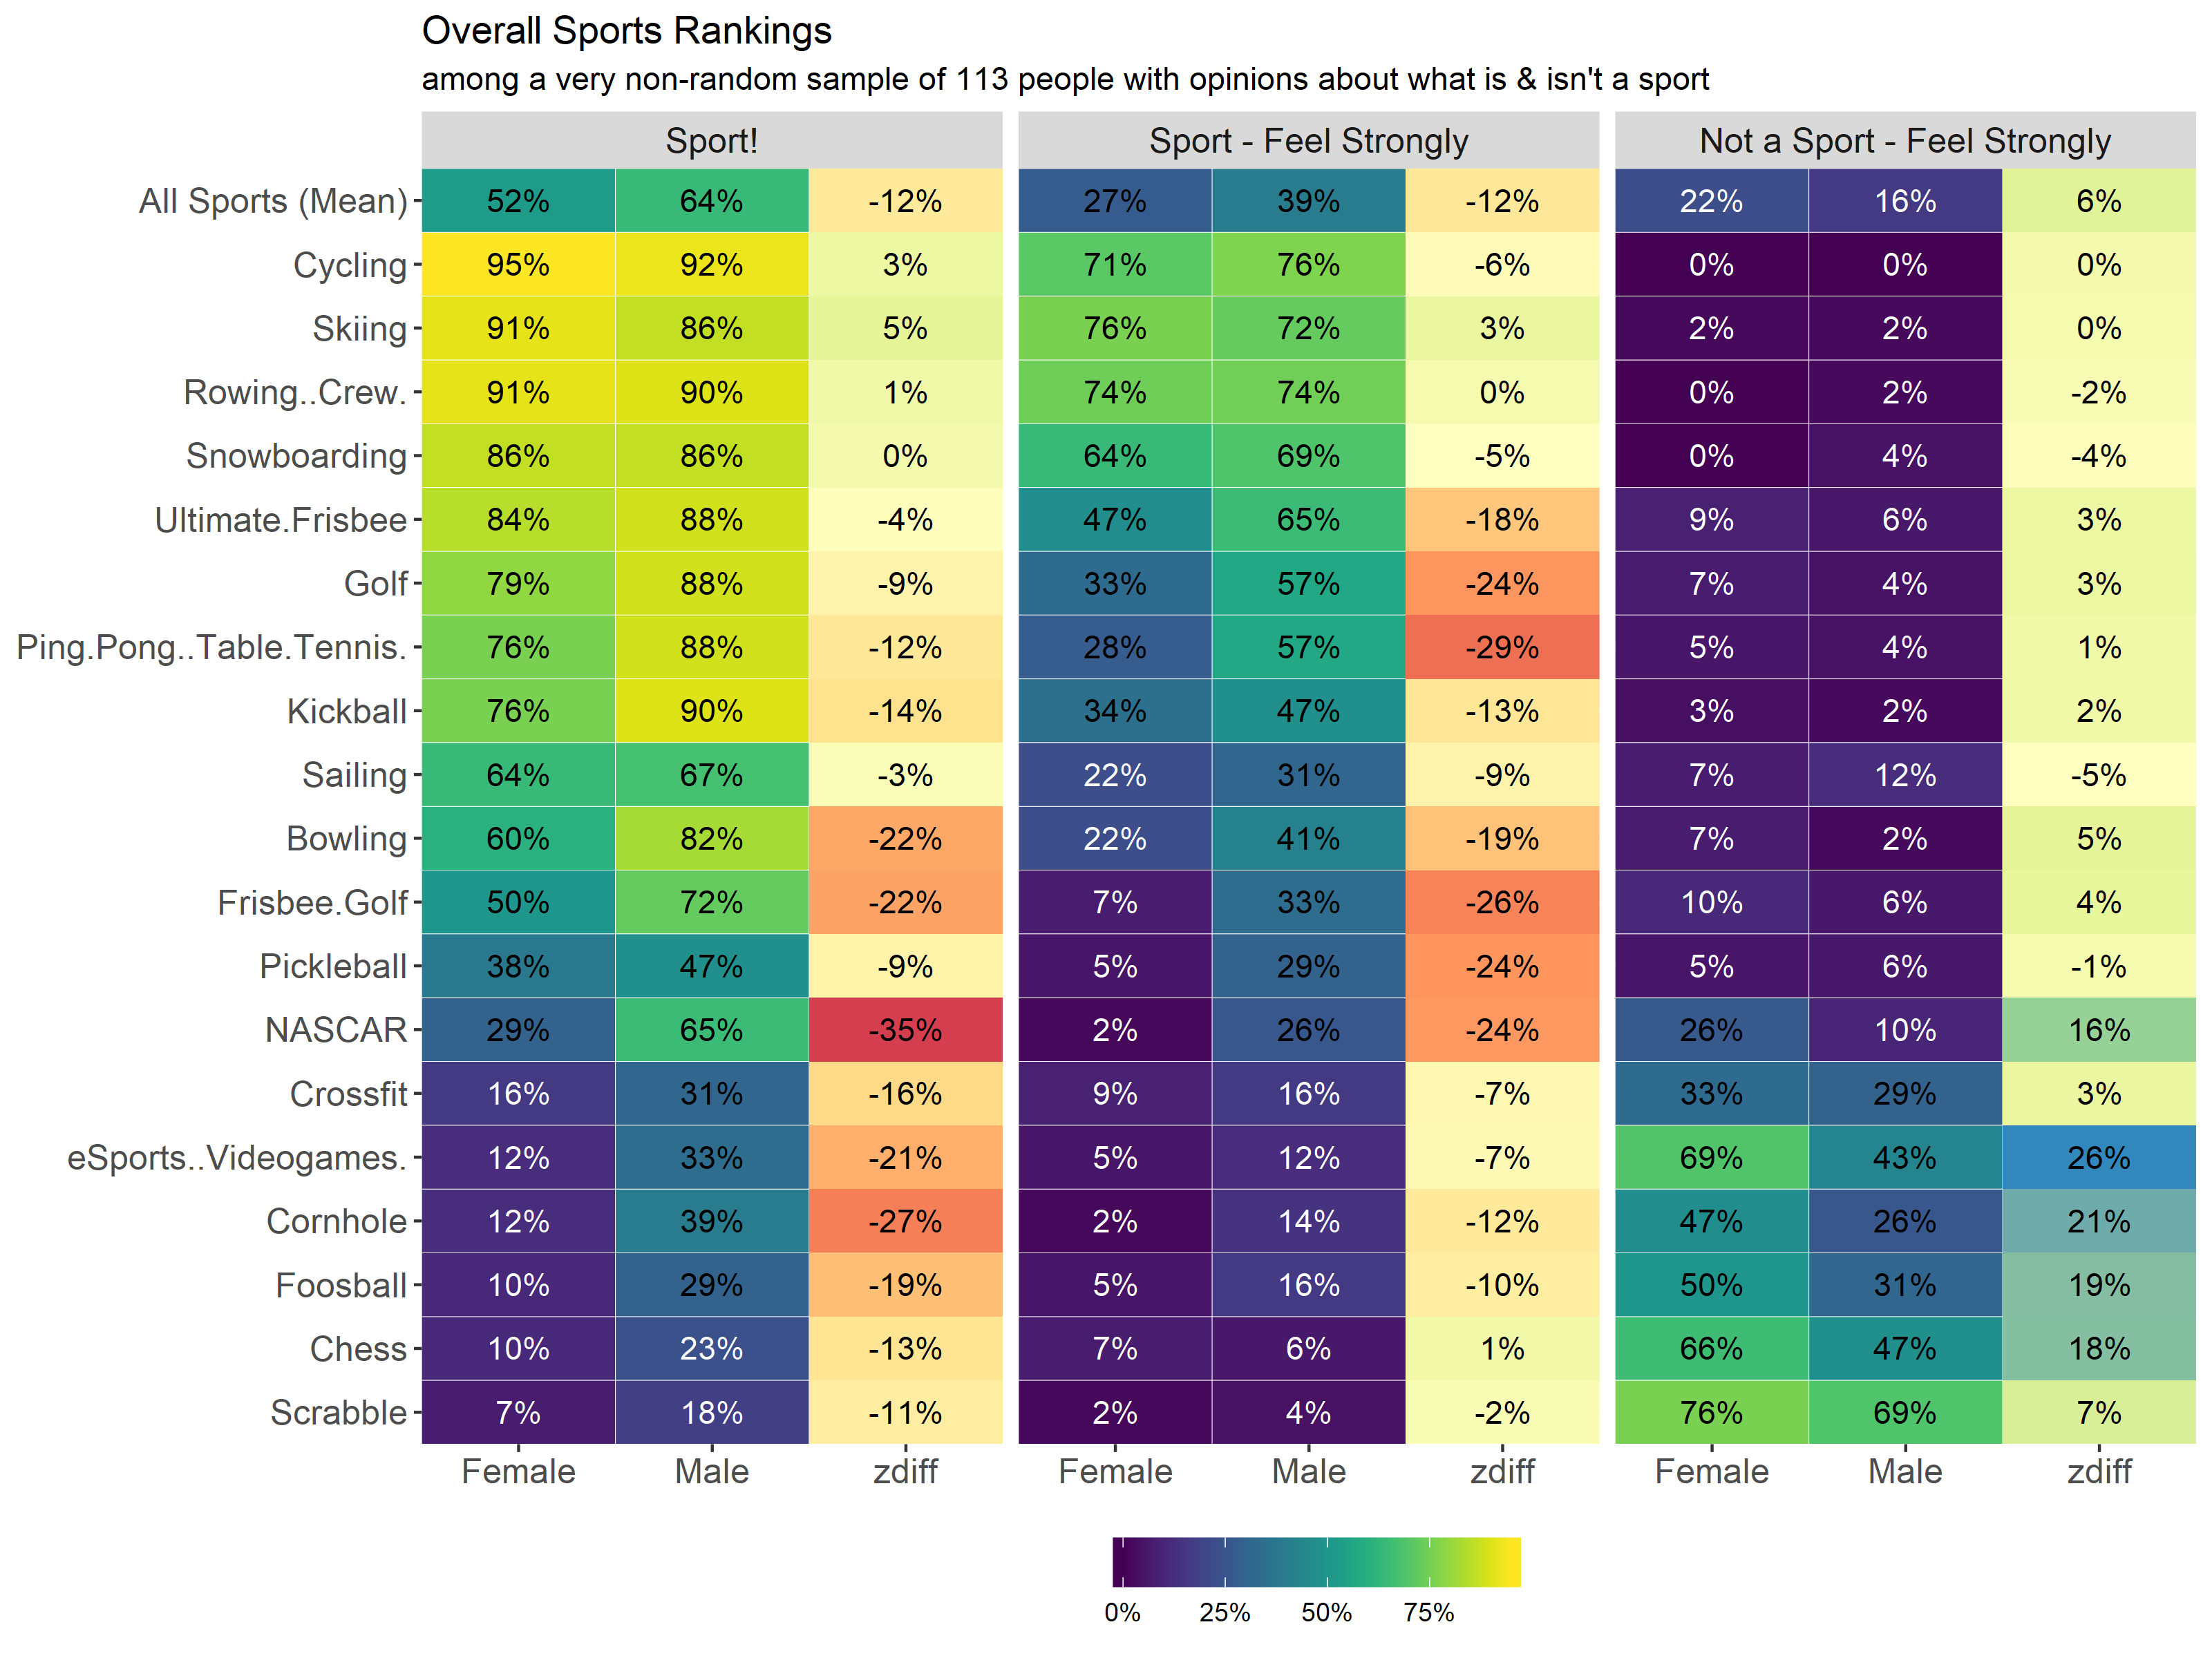 Overall Sports Rankings
among a very non-random sample of 113 people with opinions about what is & isn't a sport
Sport! Sport - Feel Strongly Not a Sport - Feel Strongly
All Sports (Mean) 52% 64% -12% 27% 39% -12% 22% 16% 6%
Cycling 95% 92% 3% 71% 76% -6% 0% 0% 0%
Skiing 91% 86% 5% 76% 72% 3% 2% 2% 0%
Rowing..Crew. 91% 90% 1% 74% 74% 0% 0% 2% -2%
Snowboarding 86% 86% 0% 64% 69% -5% 0% 4% -4%
Ultimate.Frisbee 84% 88% -4% 47% 65% -18% 9% 6% 3%
Golf 79% 88% -9% 33% 57% -24% 7% 4% 3%
Ping.Pong..Table.Tennis. 76% 88% -12% 28% 57% -29% 5% 4% 1%
Kickball 76% 90% -14% 34% 47% -13% 3% 2% 2%
Sailing 64% 67% -3% 22% 31% -9% 7% 12% -5%
Bowling 60% 82% -22% 22% 41% -19% 7% 2% 5%
Frisbee.Golf 50% 72% -22% 7% 33% -26% 10% 6% 4%
Pickleball 38% 47% -9% 5% 29% -24% 5% 6% -1%
NASCAR 29% 65% -35% 2% 26% -24% 26% 10% 16%
Crossfit 16% 31% -16% 9% 16% -7% 33% 29% 3%
eSports..Videogames. 12% 33% -21% 5% 12% -7% 69% 43% 26%
Cornhole 12% 39% -27% 2% 14% -12% 47% 26% 21%
Foosball 10% 29% -19% 5% 16% -10% 50% 31% 19%
Chess 10% 23% -13% 7% 6% 1% 66% 47% 18%
Scrabble 7% 18% -11% 2% 4% -2% 76% 69% 7%
Female Male zdiff Female Male zdiff Female Male zdiff
0% 25% 50% 75%